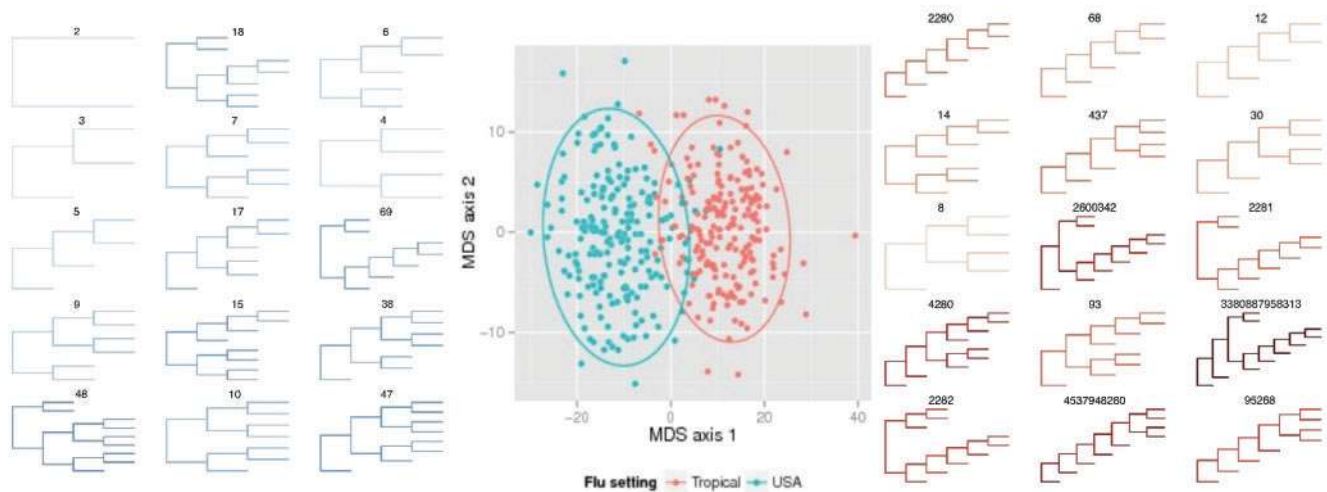 2 18 6
3 7 4
5 17 69
9 15 38
48 10 47
10
0
−10
MDS axis 2
−20 0 20 40
MDS axis 1
Flu setting Tropical USA
2280 68 12
14 437 30
8 2600342 2281
4280 93 3380887958313
2282 4537948280 95268